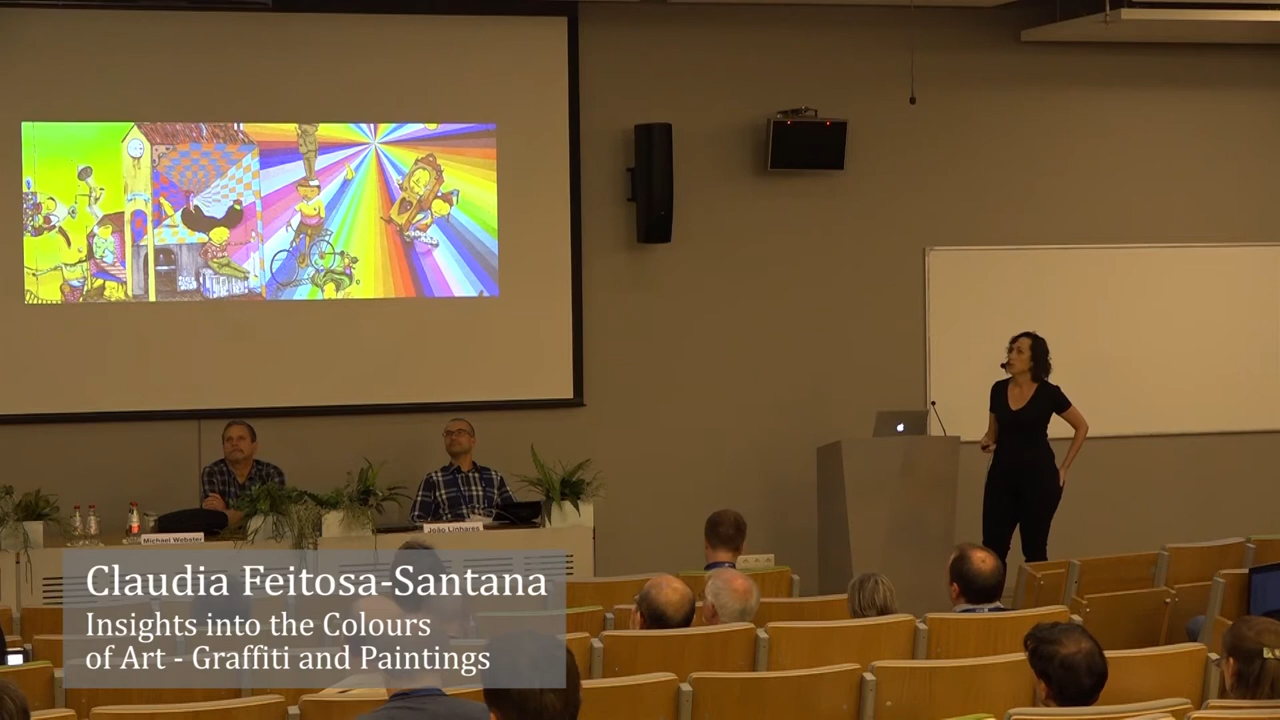 Michael Webster
João Linhares
Claudia Feitosa-Santana
Insights into the Colours
of Art - Graffiti and Paintings